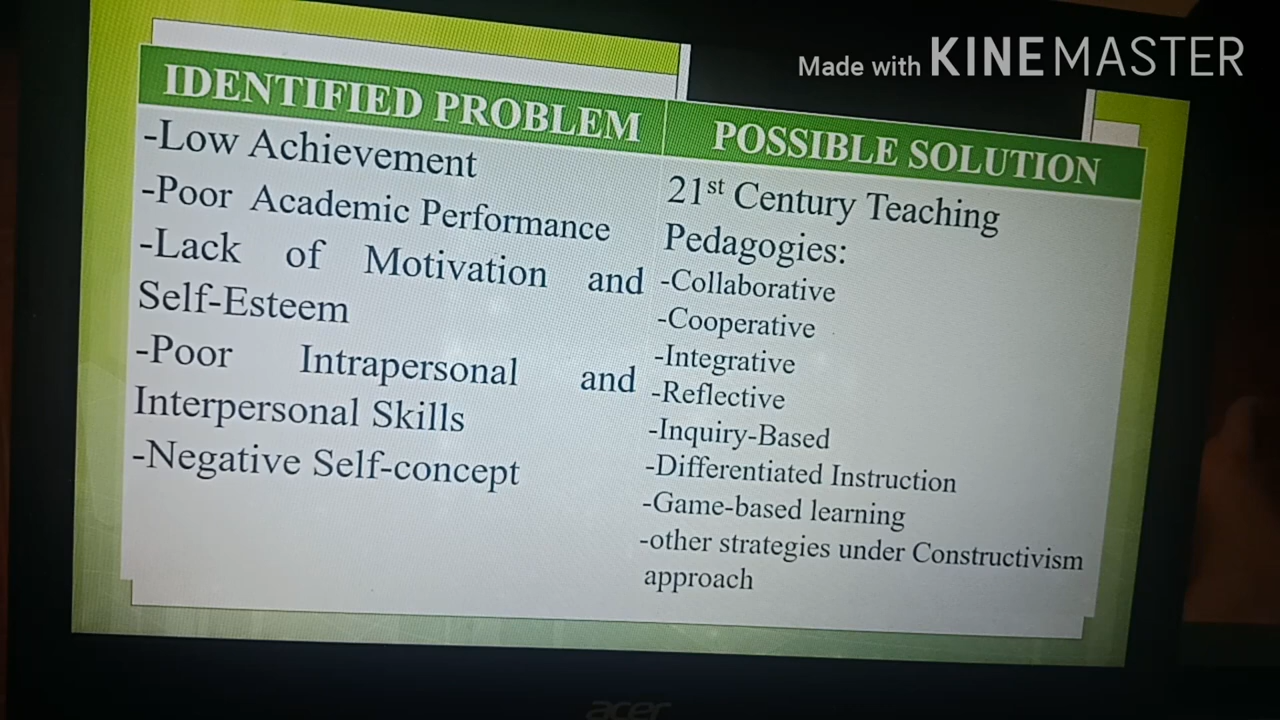 Made with KINEMASTER
IDENTIFIED PROBLEM
-Low Achievement
-Poor Academic Performance
-Lack of Motivation and
Self-Esteem
-Poor Intrapersonal and
Interpersonal Skills
-Negative Self-concept
POSSIBLE SOLUTION
21st Century Teaching
Pedagogies:
-Collaborative
-Cooperative
-Integrative
-Reflective
-Inquiry-Based
-Differentiated Instruction
-Game-based learning
-other strategies under Constructivism
approach
acer